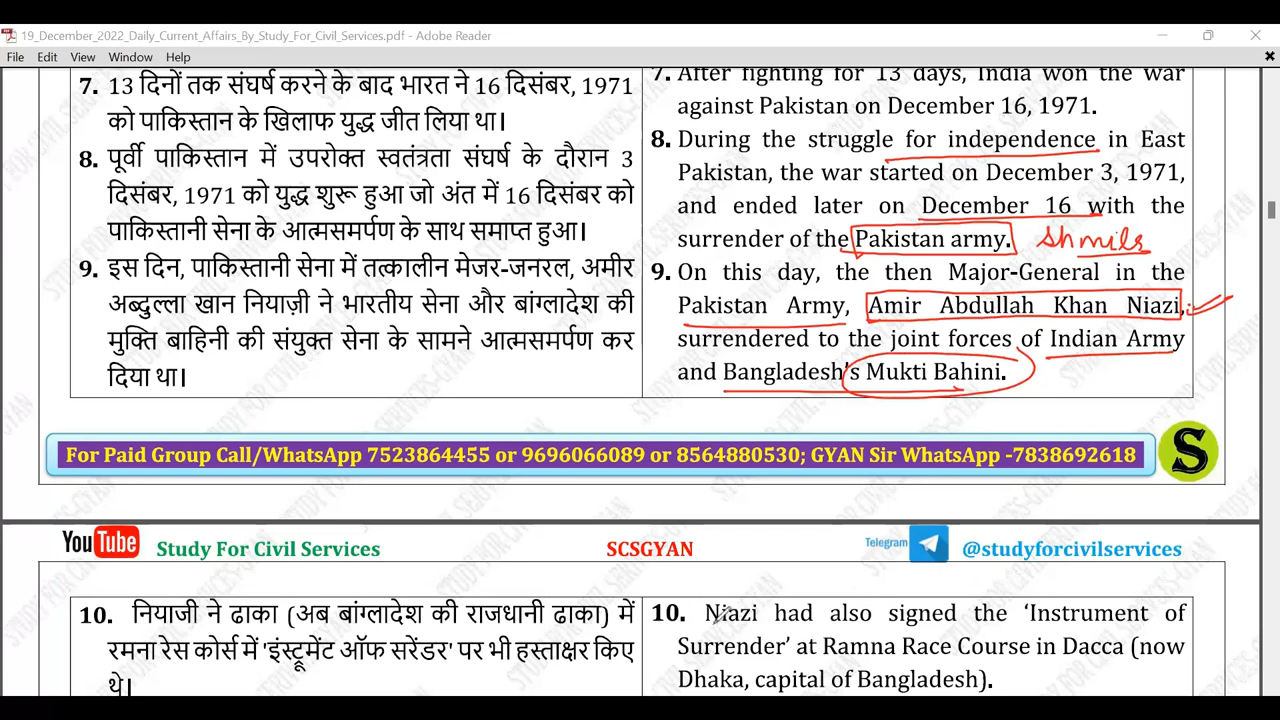 19_December_2022_Daily_Current_Affairs_By_Study_For_Civil_Services.pdf - Adobe Reader
File Edit View Window Help
7. 13 दिनों तक संघर्ष करने के बाद भारत ने 16 दिसंबर, 1971
को पाकिस्तान के खिलाफ युद्ध जीत लिया था।
8. पूर्वी पाकिस्तान में उपरोक्त स्वतंत्रता संघर्ष के दौरान 3
दिसंबर, 1971 को युद्ध शुरू हुआ जो अंत में 16 दिसंबर को
पाकिस्तानी सेना के आत्मसमर्पण के साथ समाप्त हुआ।
9. इस दिन, पाकिस्तानी सेना में तत्कालीन मेजर-जनरल, अमीर
अब्दुल्ला खान नियाज़ी ने भारतीय सेना और बांग्लादेश की
मुक्ति बाहिनी की संयुक्त सेना के सामने आत्मसमर्पण कर
दिया था।
7. After fighting for 13 days, India won the war
against Pakistan on December 16, 1971.
8. During the struggle for independence in East
Pakistan, the war started on December 3, 1971,
and ended later on December 16 with the
surrender of the Pakistan army.
9. On this day, the then Major-General in the
Pakistan Army, Amir Abdullah Khan Niazi,
surrendered to the joint forces of Indian Army
and Bangladesh's Mukti Bahini.
For Paid Group Call/WhatsApp 7523864455 or 9696066089 or 8564880530; GYAN Sir WhatsApp -7838692618
S
YouTube Study For Civil Services SCSGYAN Telegram @studyforcivilservices
10. नियाजी ने ढाका (अब बांग्लादेश की राजधानी ढाका) में
रमना रेस कोर्स में 'इंस्ट्रूमेंट ऑफ सरेंडर' पर भी हस्ताक्षर किए
थे।
10. Niazi had also signed the ‘Instrument of
Surrender’ at Ramna Race Course in Dacca (now
Dhaka, capital of Bangladesh).